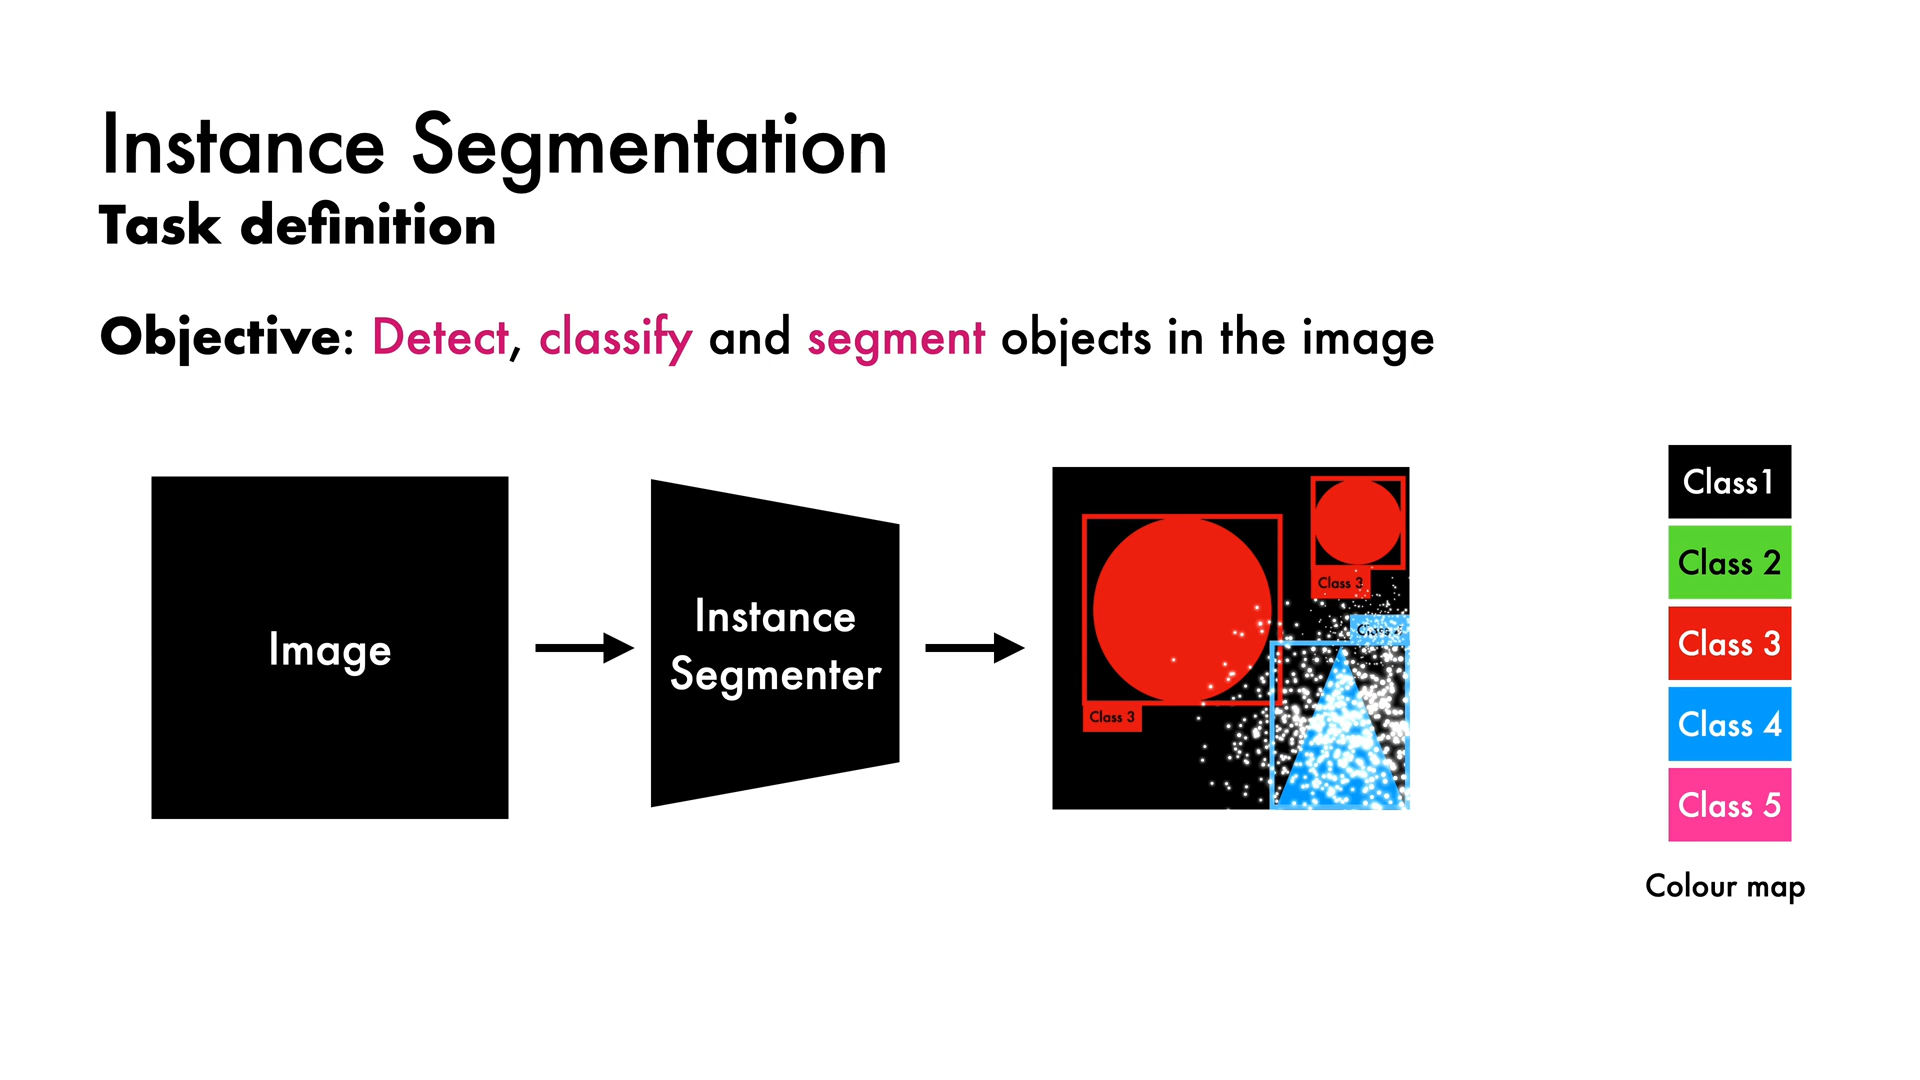 Instance Segmentation
Task definition
Objective: Detect, classify and segment objects in the image
Image
Instance
Segmenter
Class 3
Class 3
Class1
Class 2
Class 3
Class 4
Class 5
Colour map